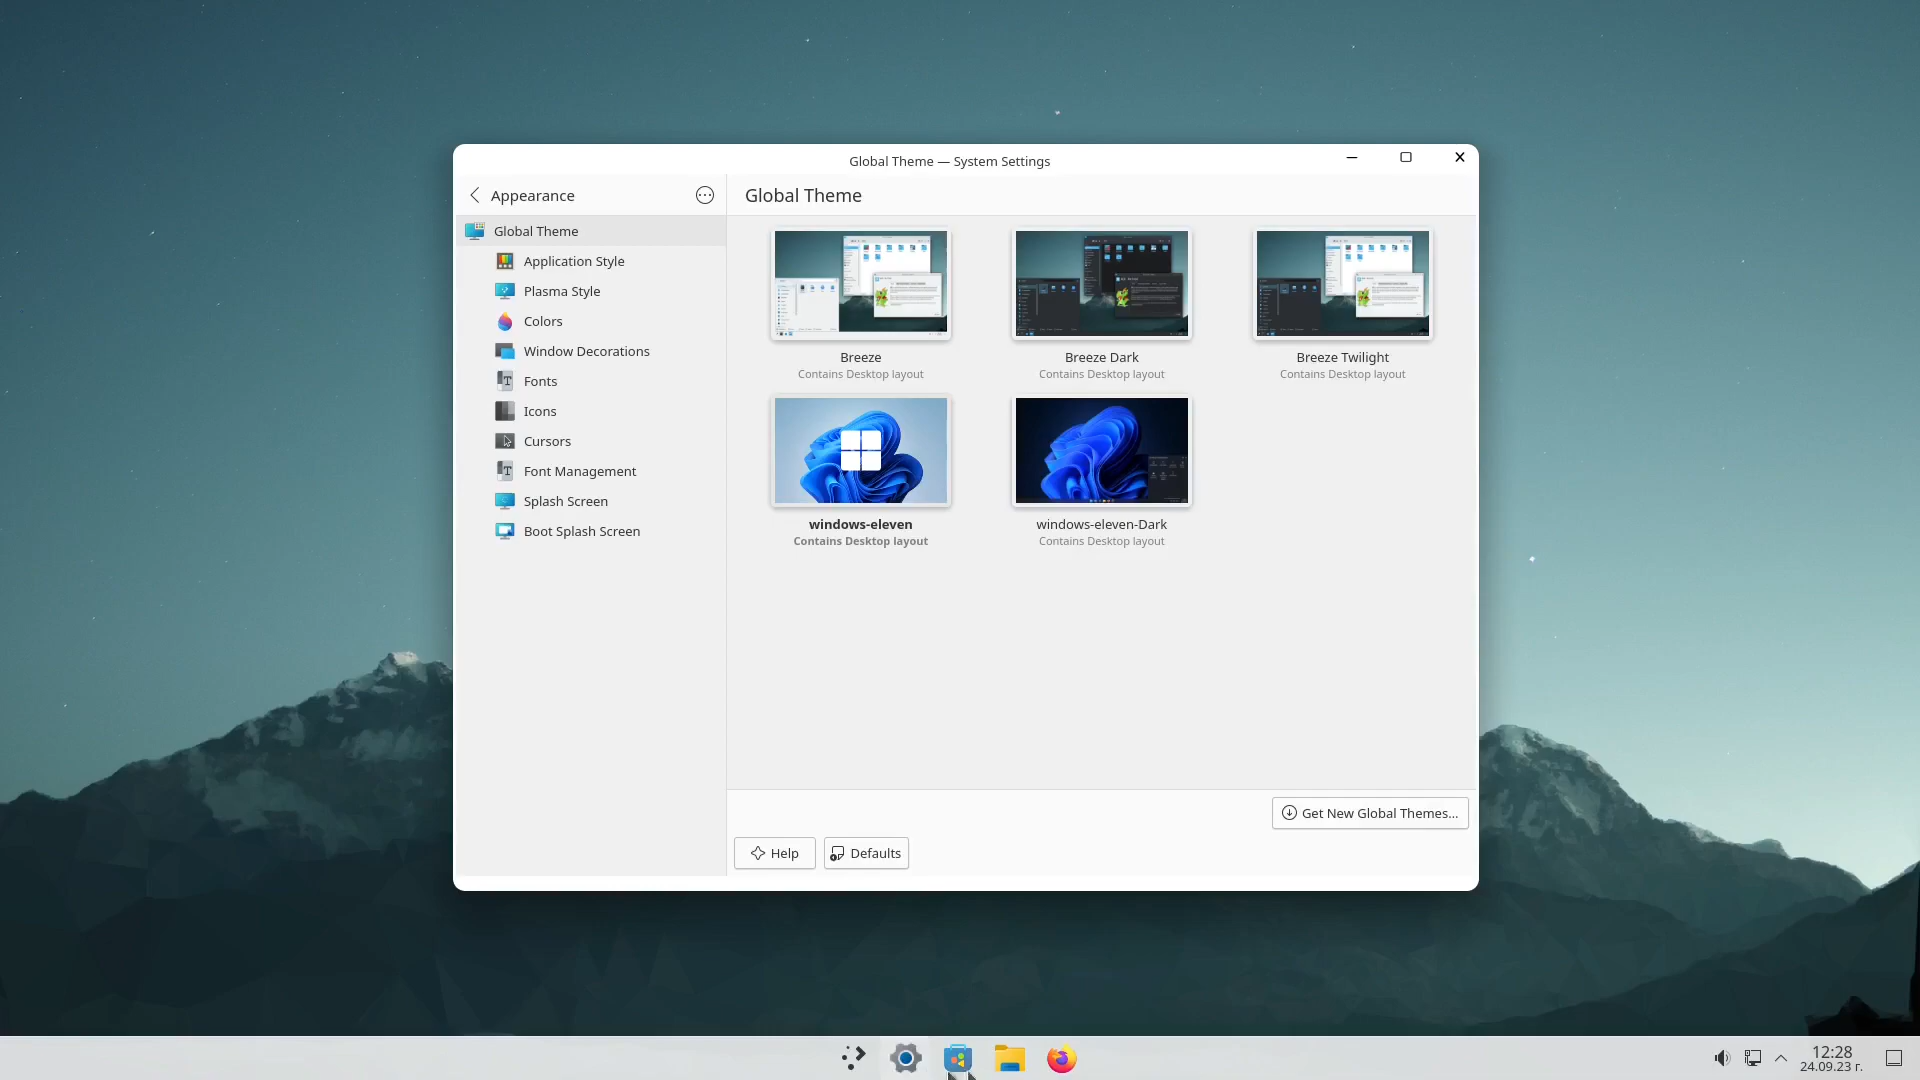 Global Theme — System Settings
Appearance
Global Theme
Global Theme
Application Style
Plasma Style
Colors
Window Decorations
Fonts
Icons
Cursors
Font Management
Splash Screen
Boot Splash Screen
Breeze
Contains Desktop layout
Breeze Dark
Contains Desktop layout
Breeze Twilight
Contains Desktop layout
windows-eleven
Contains Desktop layout
windows-eleven-Dark
Contains Desktop layout
Get New Global Themes...
Help
Defaults
12:28
24.09.23 г.